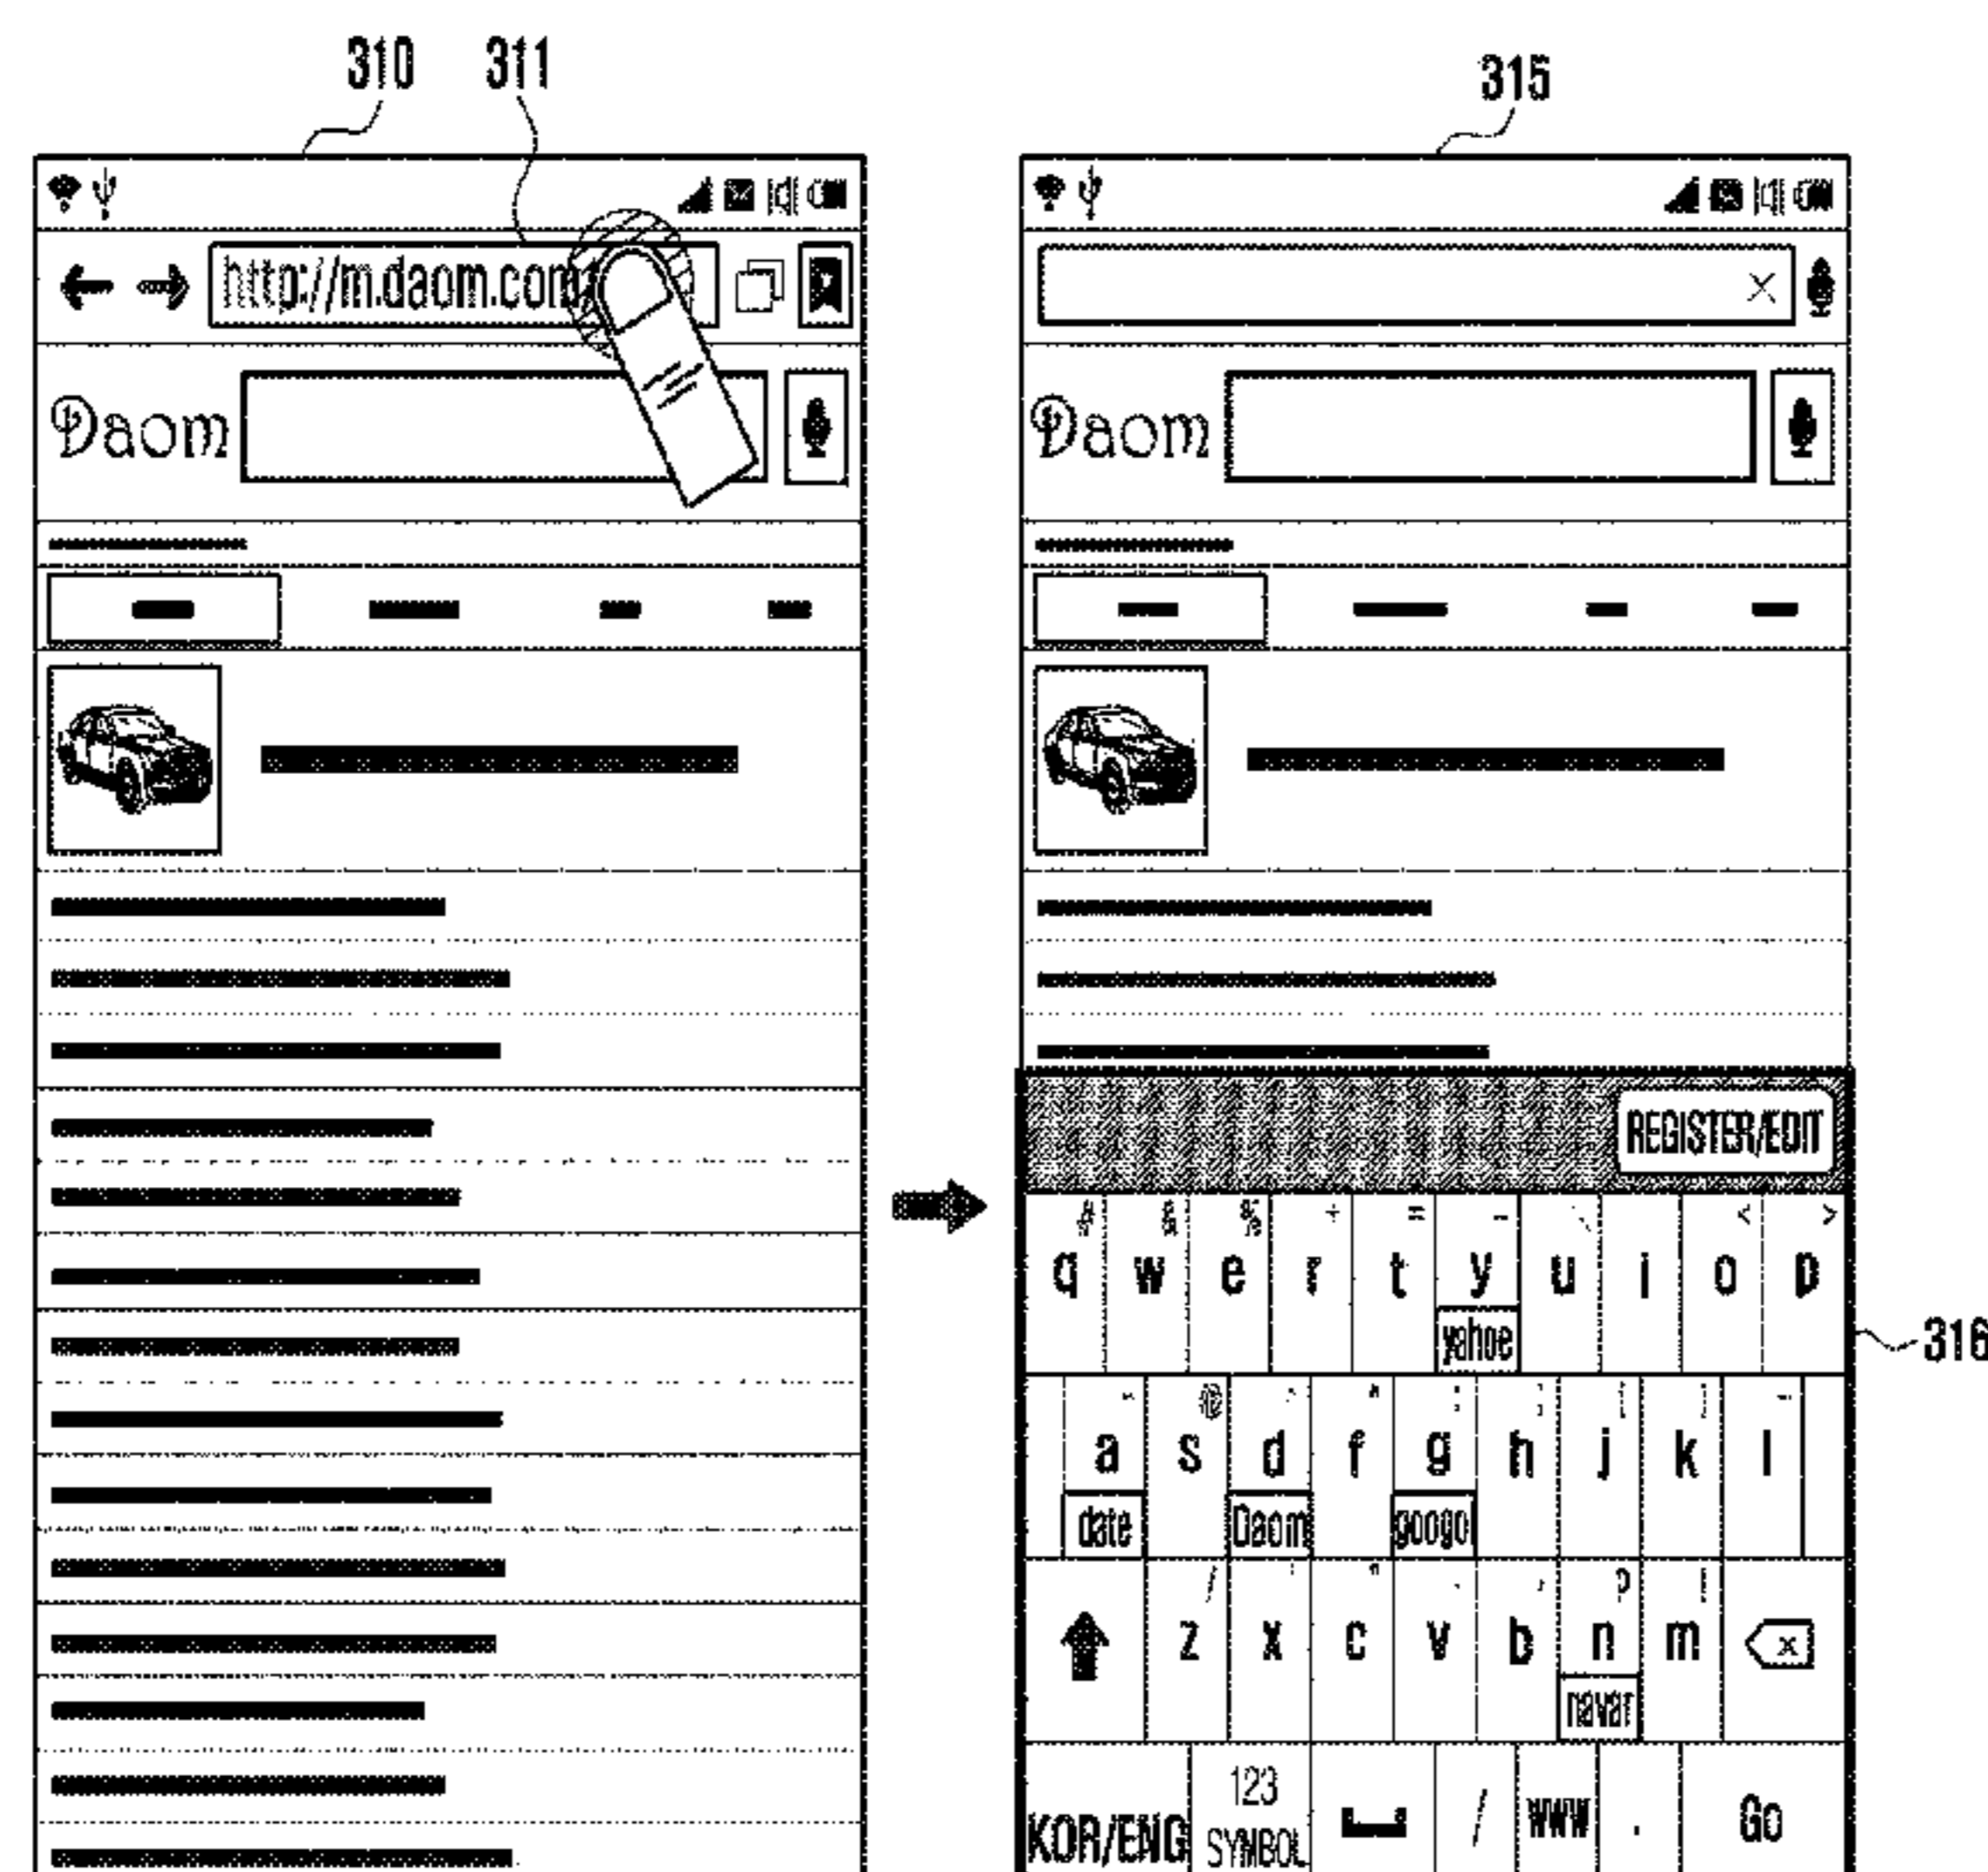 310 311
315
http://m.daom.com/
Daom
Daom
REGISTER/EDIT
q w e r t y u i o p
yahoe
316
a s d f g h j k l
date Daom googol
z x c v b n m
navar
KOR/ENG 123 SYMBOL / WWW . Go